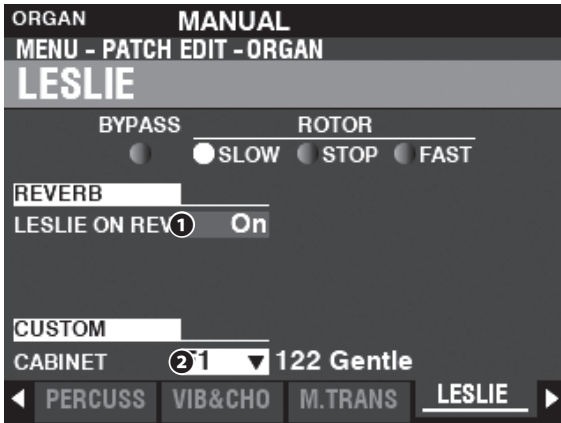 ORGAN MANUAL
MENU - PATCH EDIT - ORGAN
LESLIE
BYPASS ROTOR
SLOW STOP FAST
REVERB
LESLIE ON REV 1 On
CUSTOM
CABINET 2 1 ▼ 122 Gentle
◀ PERCUSS VIB&CHO M.TRANS LESLIE ▶